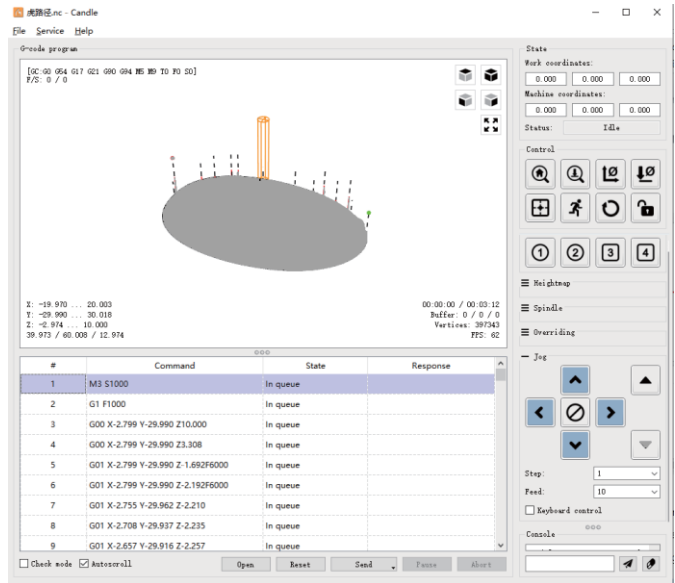 虎路径.nc - Candle
File Service Help
G-code program
[GC:G0 G54 G17 G21 G90 G94 M5 M9 T0 F0 S0]
F/S: 0 / 0
X: -19.970 ... 20.003
Y: -29.990 ... 30.018
Z: -2.974 ... 10.000
39.973 / 60.008 / 12.974
00:00:00 / 00:03:12
Buffer: 0 / 0 / 0
Vertices: 397343
FPS: 62
# Command State Response
1 M3 S1000 In queue
2 G1 F1000 In queue
3 G00 X-2.799 Y-29.990 Z10.000 In queue
4 G00 X-2.799 Y-29.990 Z3.308 In queue
5 G01 X-2.799 Y-29.990 Z-1.692F6000 In queue
6 G01 X-2.799 Y-29.990 Z-2.192F6000 In queue
7 G01 X-2.755 Y-29.962 Z-2.210 In queue
8 G01 X-2.708 Y-29.937 Z-2.235 In queue
9 G01 X-2.657 Y-29.916 Z-2.257 In queue
Check mode Autoscroll Open Reset Send Pause Abort
State
Work coordinates:
0.000 0.000 0.000
Machine coordinates:
0.000 0.000 0.000
Status: Idle
Control
1 2 3 4
Heightmap
Spindle
Overriding
Jog
Step: 1
Feed: 10
Keyboard control
Console